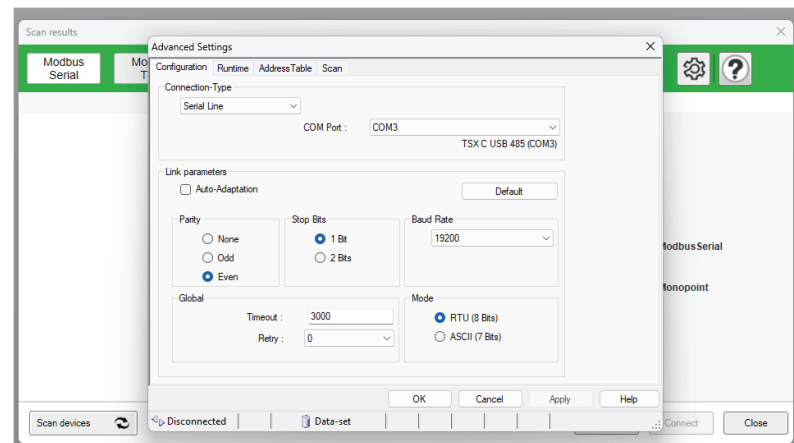 Scan results
Advanced Settings
Modbus
Serial
Mo
T
Configuration Runtime AddressTable Scan
?
Connection-Type
Serial Line
COM Port : COM3
TSX C USB 485 (COM3)
Link parameters
Auto-Adaptation Default
Parity Stop Bits Baud Rate
None 1 Bit 19200
Odd 2 Bits
Even
ModbusSerial
Monopoint
Global Mode
Timeout : 3000 RTU (8 Bits)
Retry : 0 ASCII (7 Bits)
OK Cancel Apply Help
Scan devices Disconnected Data-set Connect Close